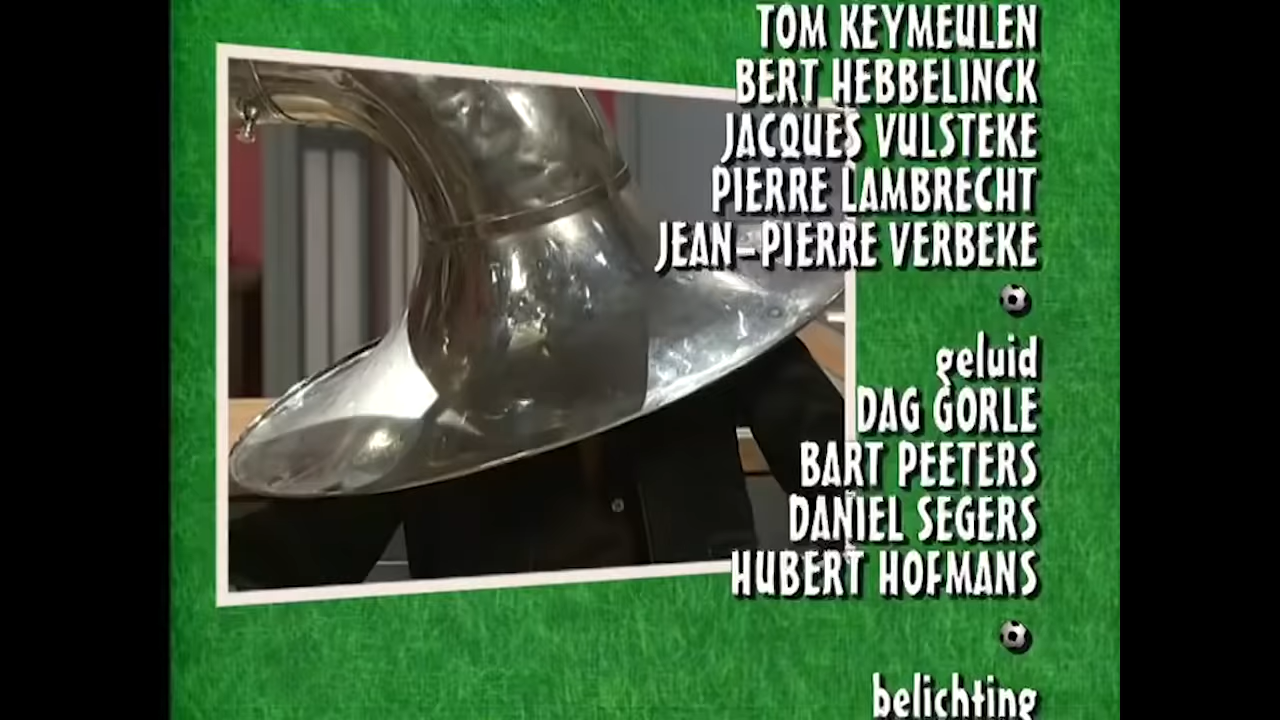 TOM KEYMEULEN
BERT HEBBELINCK
JACQUES VULSTEKE
PIERRE LAMBRECHT
JEAN-PIERRE VERBEKE
geluid
DAG GORLE
BART PEETERS
DANIEL SEGERS
HUBERT HOFMANS
belichting